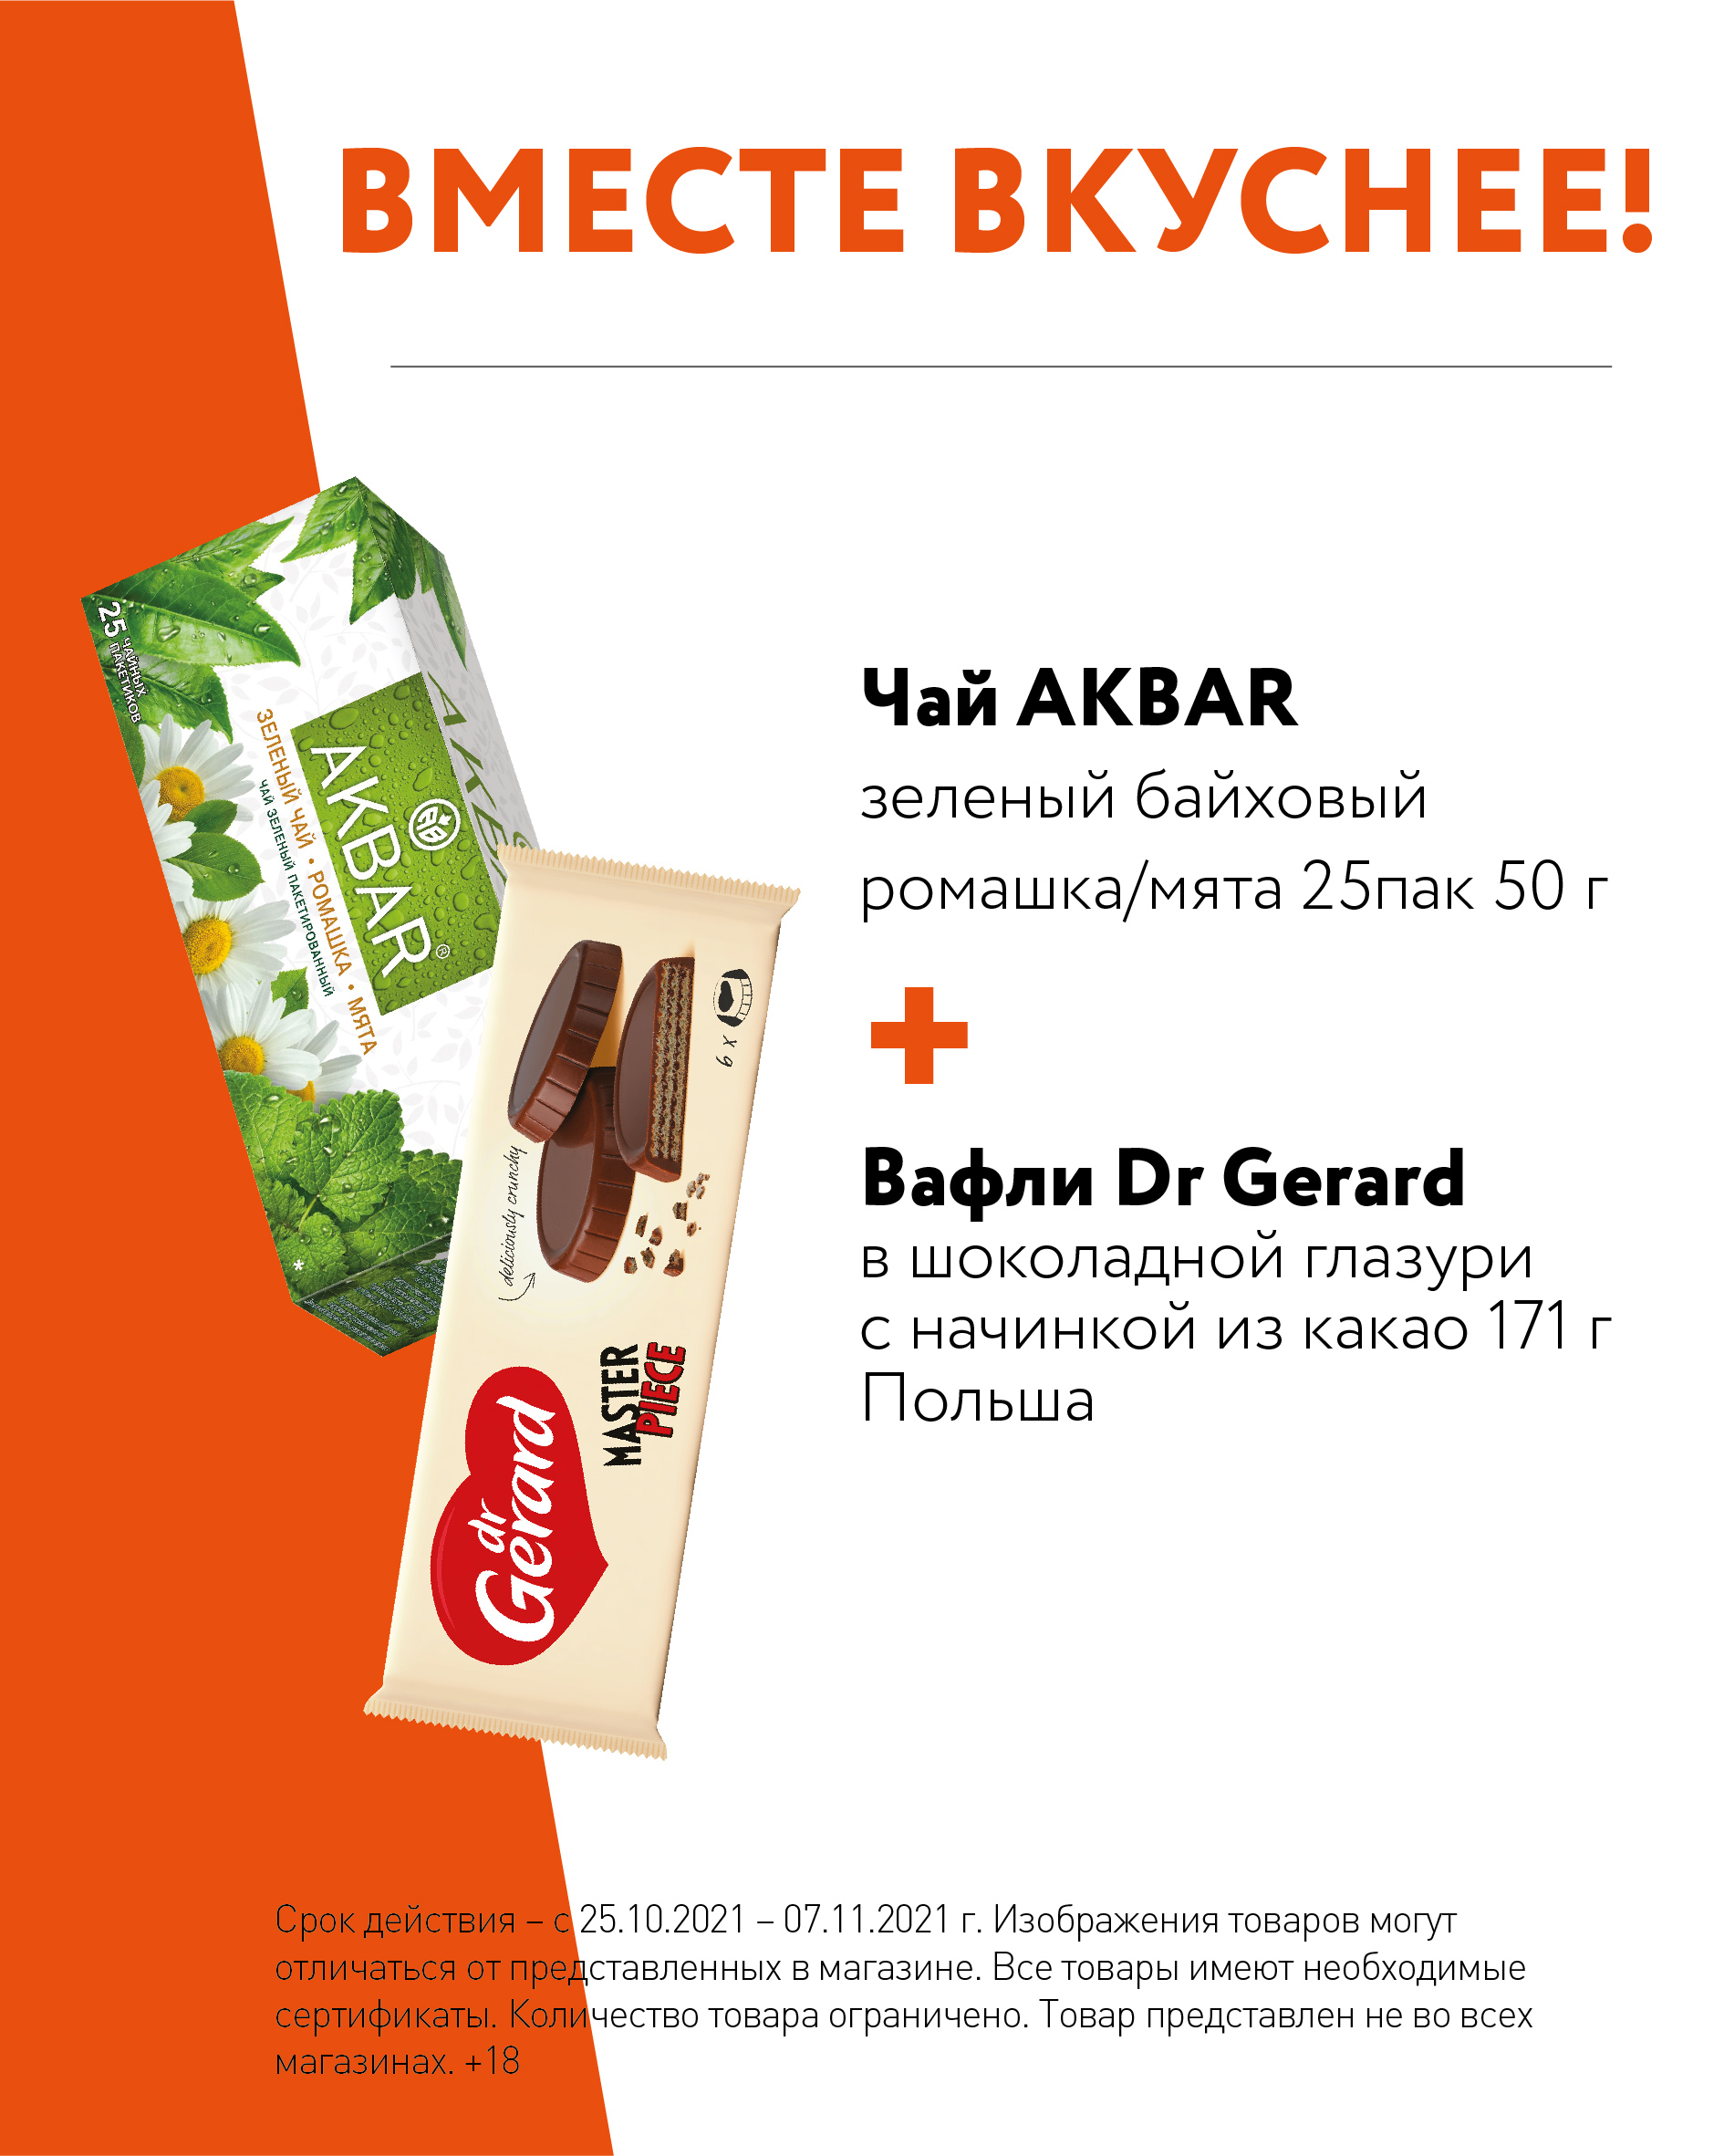 ВМЕСТЕ ВКУСНЕЕ!
25 ЧАЙНЫХ
ПАКЕТИКОВ
AKBAR
AKBAR®
ЗЕЛЕНЫЙ ЧАЙ • РОМАШКА • МЯТА
ЧАЙ ЗЕЛЕНЫЙ ПАКЕТИРОВАННЫЙ
*
6 x
deliciously crunchy
MASTER
PIECE
dr
Gerard
Чай AKBAR
зеленый байховый
ромашка/мята 25пак 50 г
+
Вафли Dr Gerard
в шоколадной глазури
с начинкой из какао 171 г
Польша
Срок действия – с 25.10.2021 – 07.11.2021 г. Изображения товаров могут
отличаться от представленных в магазине. Все товары имеют необходимые
сертификаты. Количество товара ограничено. Товар представлен не во всех
магазинах. +18